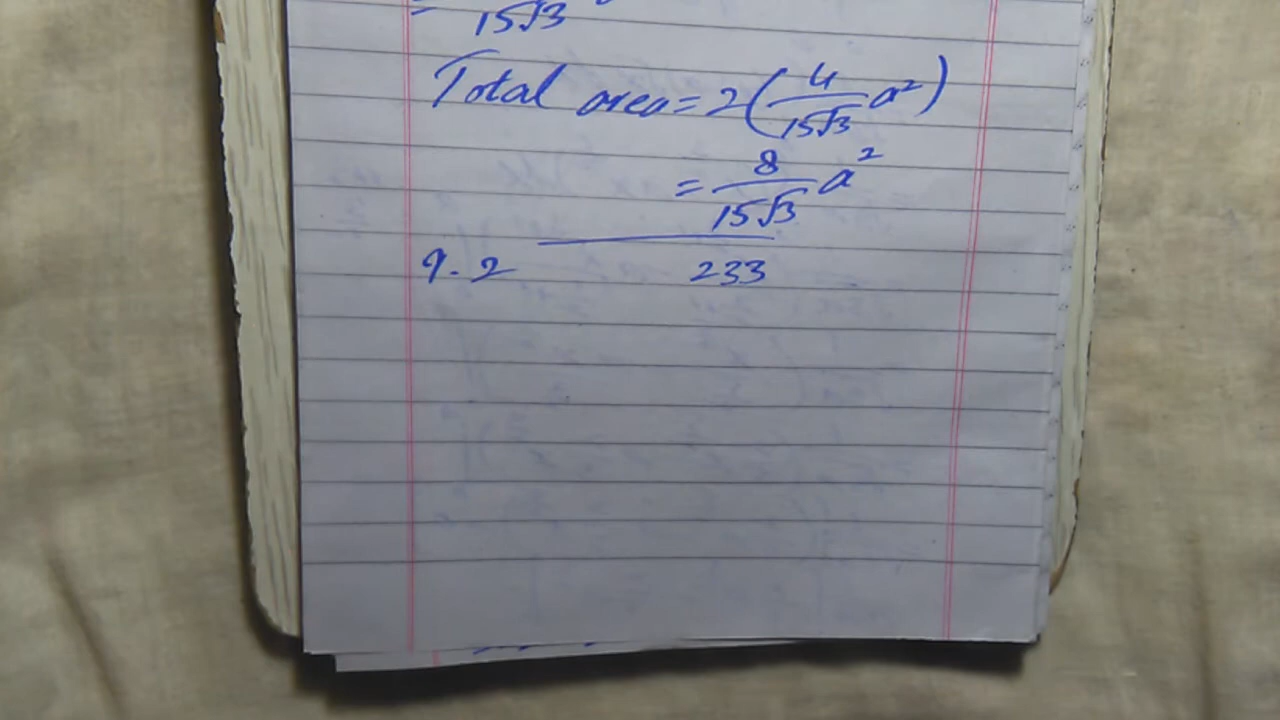 = 15√3
Total area = 2(4/15√3 a²)
= 8/15√3 a²
9.2 233